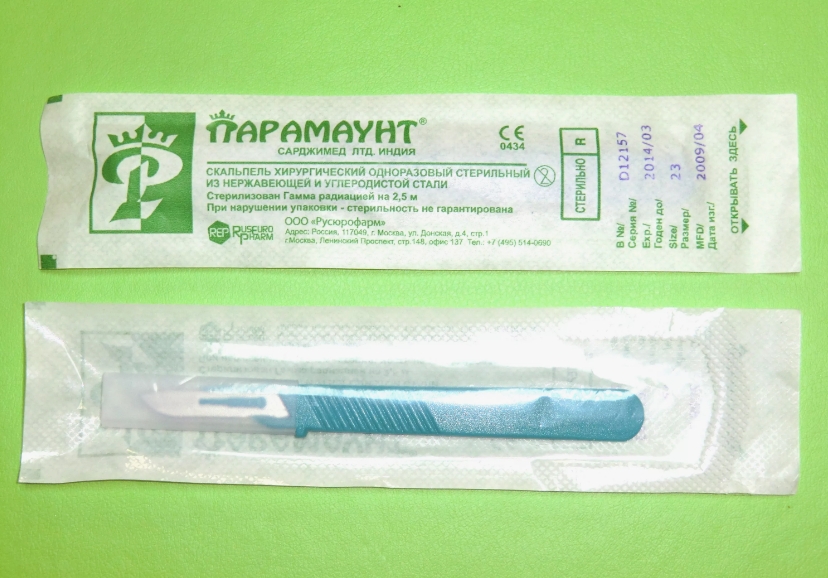 ПАРАМАУНТ®
САРДЖИМЕД ЛТД. ИНДИЯ
CE
0434
СКАЛЬПЕЛЬ ХИРУРГИЧЕСКИЙ ОДНОРАЗОВЫЙ СТЕРИЛЬНЫЙ
ИЗ НЕРЖАВЕЮЩЕЙ И УГЛЕРОДИСТОЙ СТАЛИ
Стерилизован Гамма радиацией на 2,5 м
При нарушении упаковки - стерильность не гарантирована
REP RUSEURO PHARM
ООО «Русюрофарм»
Адрес: Россия, 117049, г. Москва, ул. Донская, д.4, стр.1
г.Москва, Ленинский Проспект, стр.148, офис 137 Тел.: +7 (495) 514-0690
2
СТЕРИЛЬНО R
B №/ D12157
Серия №/
Exp./ 2014/03
Годен до/
Size/ 23
Размер/
MFD/ 2009/04
Дата изг./
ОТКРЫВАТЬ ЗДЕСЬ